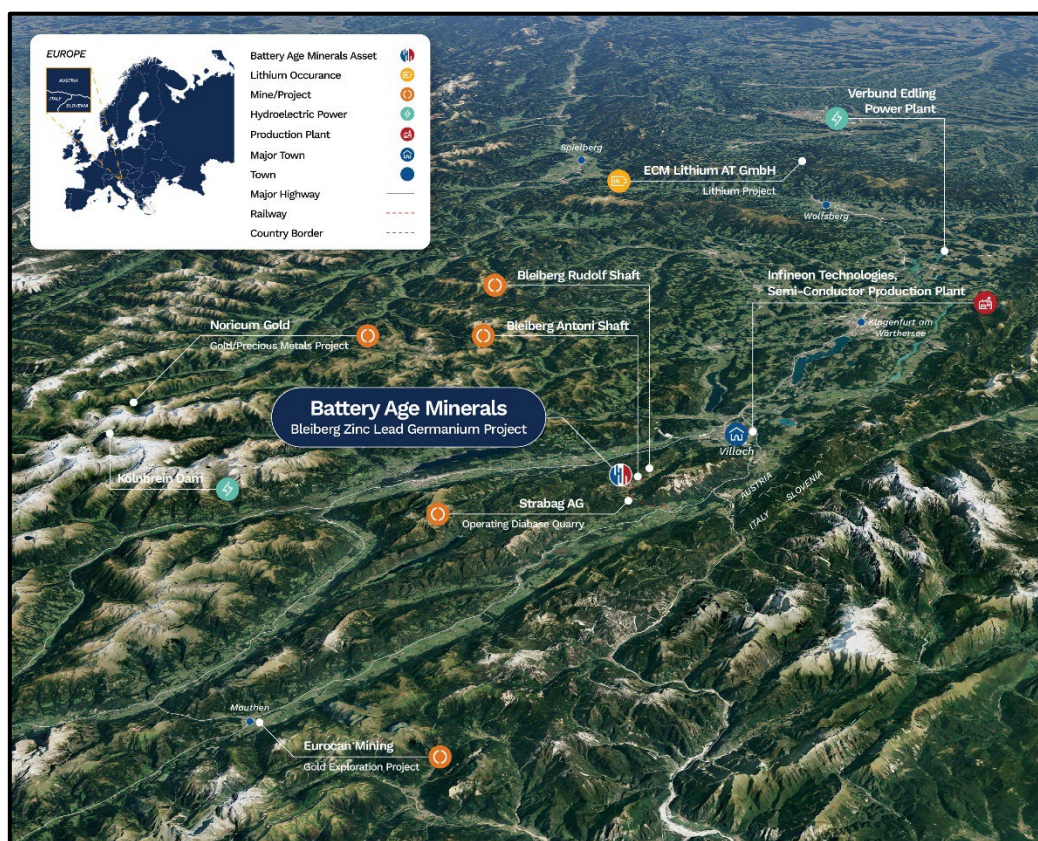 EUROPE
AUSTRIA
ITALY
SLOVENIA
Battery Age Minerals Asset
Lithium Occurance
Mine/Project
Hydroelectric Power
Production Plant
Major Town
Town
Major Highway
Railway
Country Border
Verbund Edling
Power Plant
Spielberg
ECM Lithium AT GmbH
Lithium Project
Wolfsberg
Bleiberg Rudolf Shaft
Infineon Technologies,
Semi-Conductor Production Plant
Noricum Gold
Gold/Precious Metals Project
Bleiberg Antoni Shaft
Klagenfurt am
Wörthersee
Battery Age Minerals
Bleiberg Zinc Lead Germanium Project
Villach
Kölnbrein Dam
Strabag AG
Operating Diabase Quarry
AUSTRIA
SLOVENIA
ITALY
Mauthen
Eurocan Mining
Gold Exploration Project